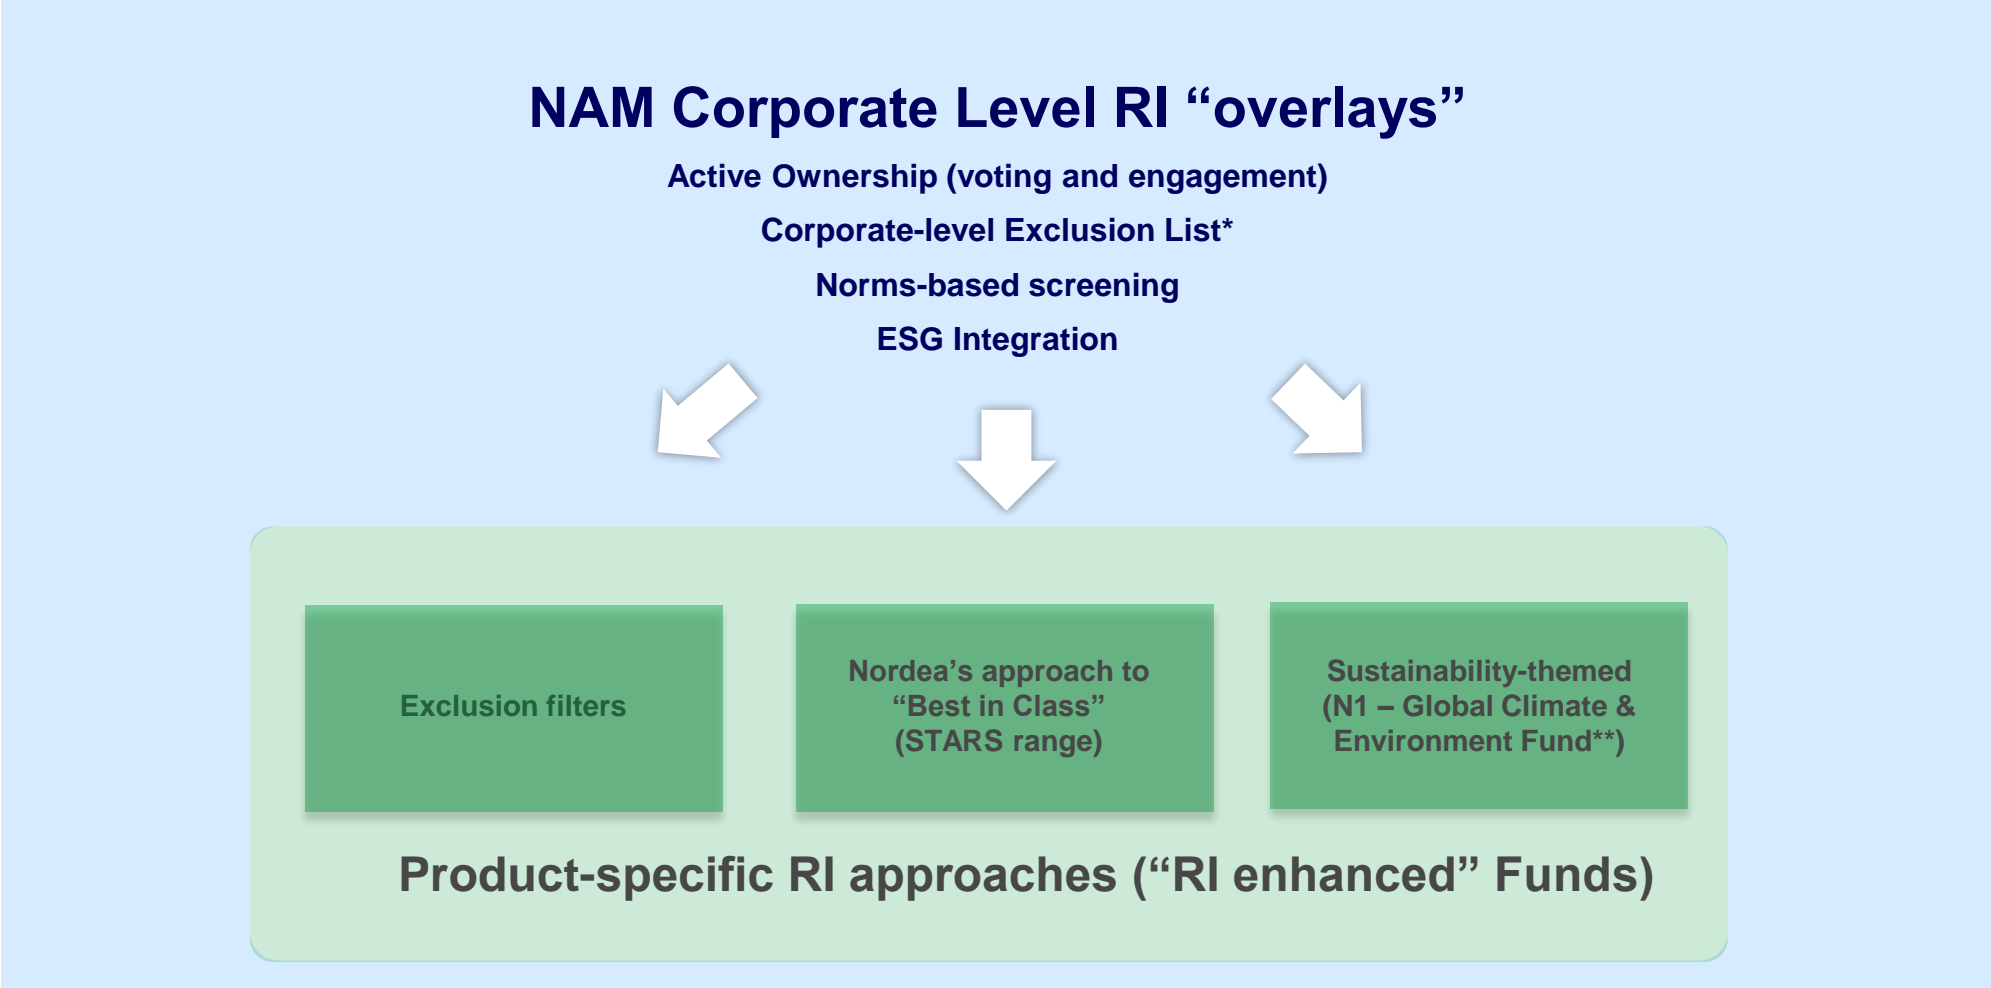 NAM Corporate Level RI “overlays”
Active Ownership (voting and engagement)
Corporate-level Exclusion List*
Norms-based screening
ESG Integration
Exclusion filters
Nordea’s approach to
“Best in Class”
(STARS range)
Sustainability-themed
(N1 – Global Climate &
Environment Fund**)
Product-specific RI approaches (“RI enhanced” Funds)